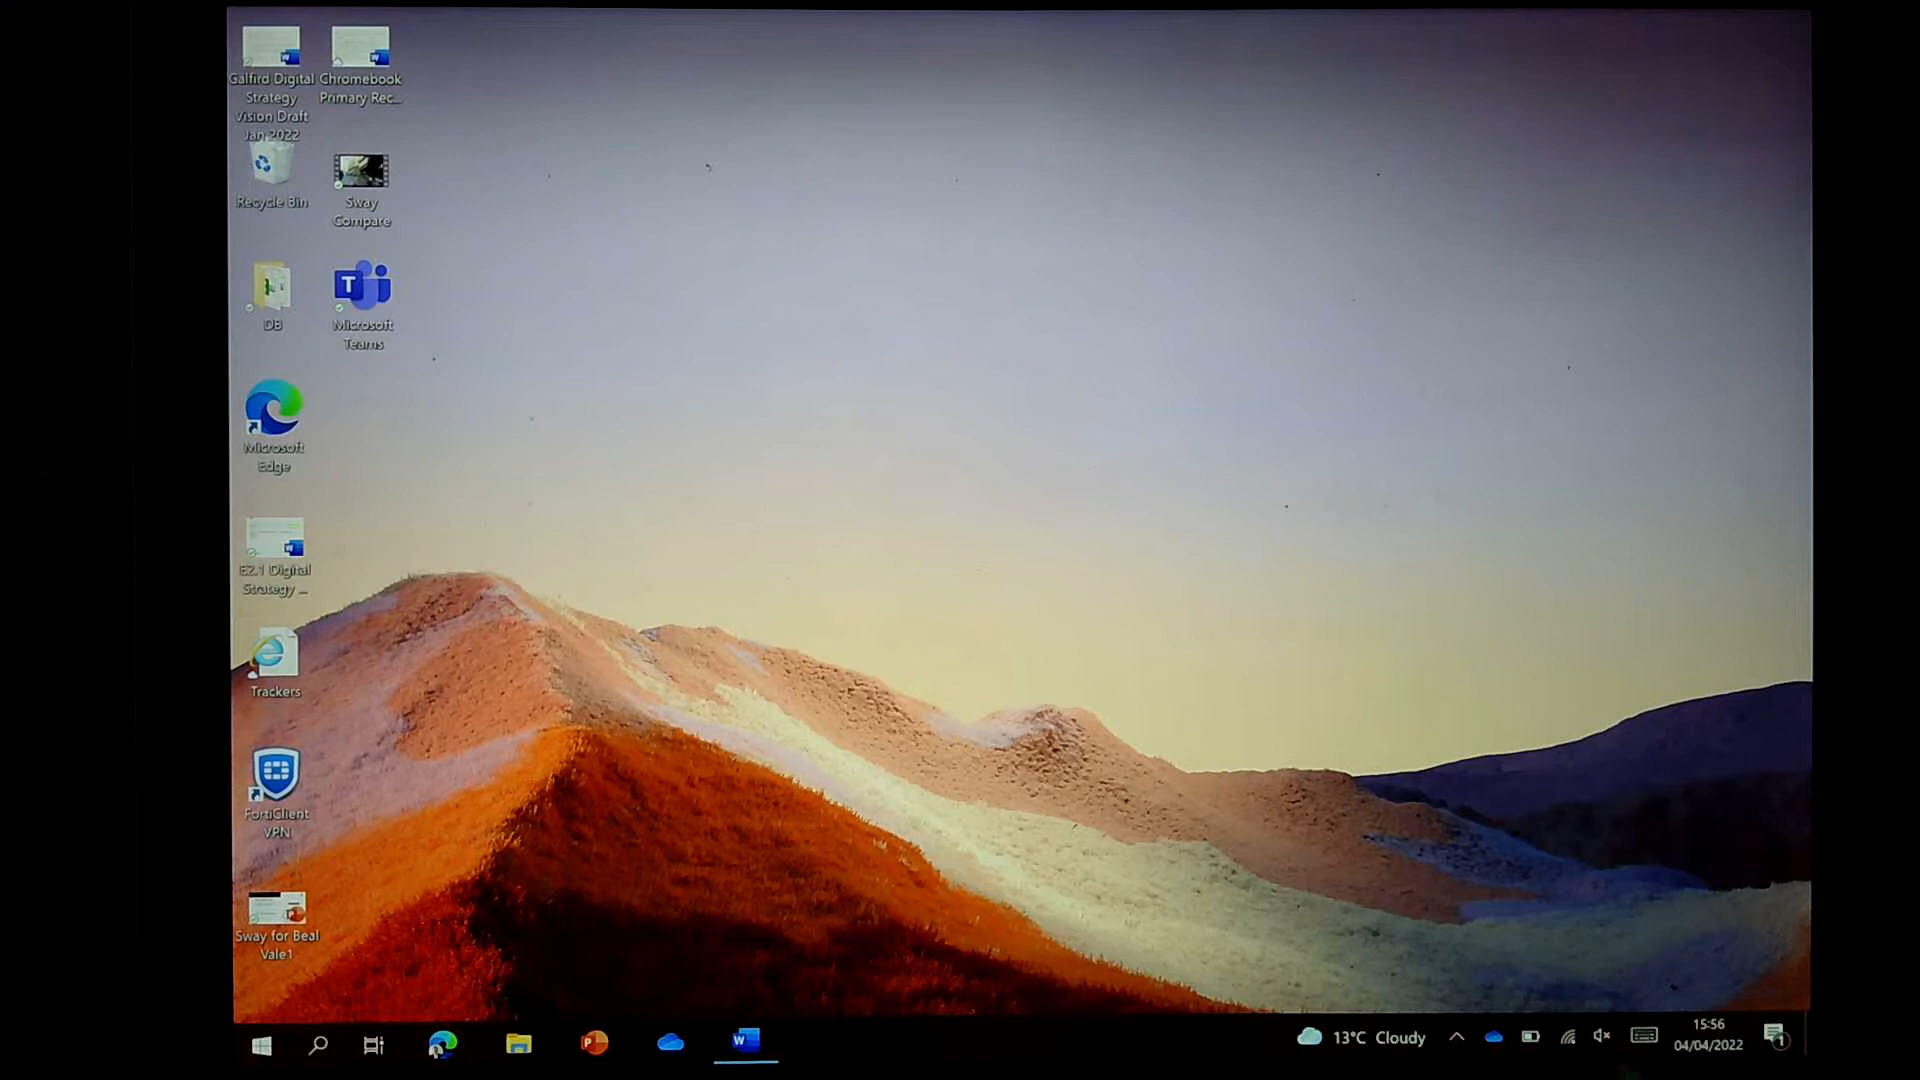 Galfird Digital
Strategy
Vision Draft
Jan 2022
Chromebook
Primary Rec...
Recycle Bin
Sway
Compare
DB
T
Microsoft
Teams
Microsoft
Edge
E2.1 Digital
Strategy ...
Trackers
FortiClient
VPN
Sway for Beal
Vale1
P
W
13°C Cloudy
15:56
04/04/2022
1